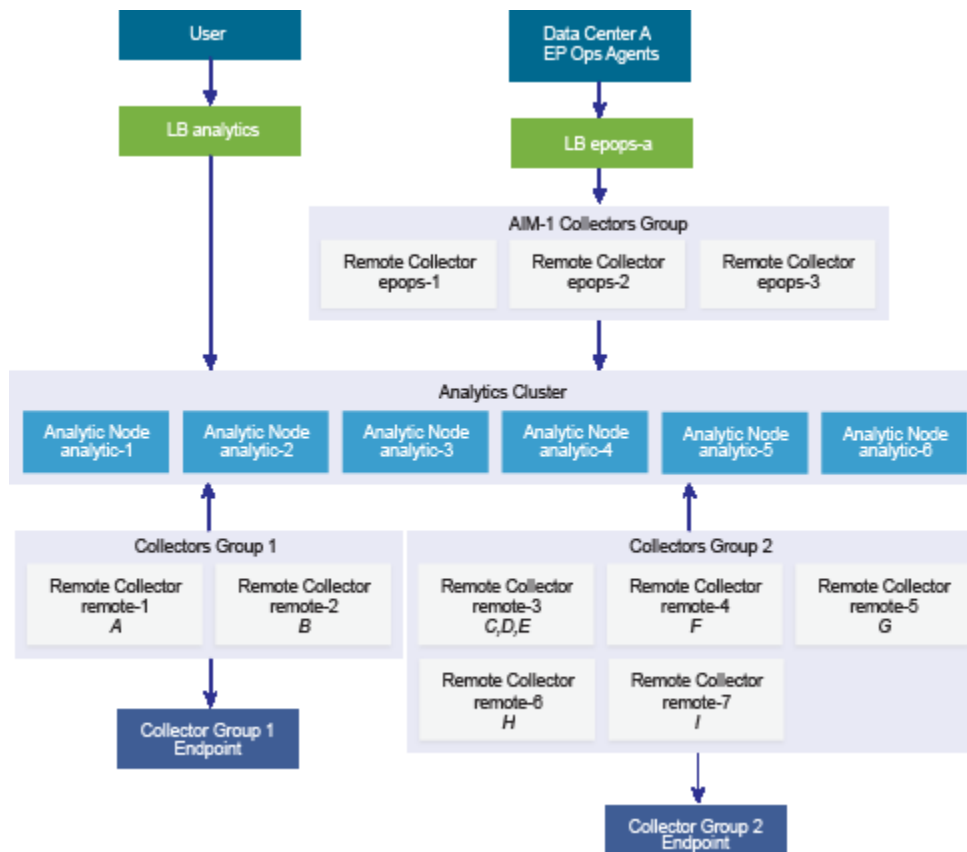 User
Data Center A
EP Ops Agents
LB analytics
LB epops-a
AIM-1 Collectors Group
Remote Collector
epops-1
Remote Collector
epops-2
Remote Collector
epops-3
Analytics Cluster
Analytic Node
analytic-1
Analytic Node
analytic-2
Analytic Node
analytic-3
Analytic Node
analytic-4
Analytic Node
analytic-5
Analytic Node
analytic-6
Collectors Group 1
Remote Collector
remote-1
A
Remote Collector
remote-2
B
Collector Group 1
Endpoint
Collectors Group 2
Remote Collector
remote-3
C,D,E
Remote Collector
remote-4
F
Remote Collector
remote-5
G
Remote Collector
remote-6
H
Remote Collector
remote-7
I
Collector Group 2
Endpoint